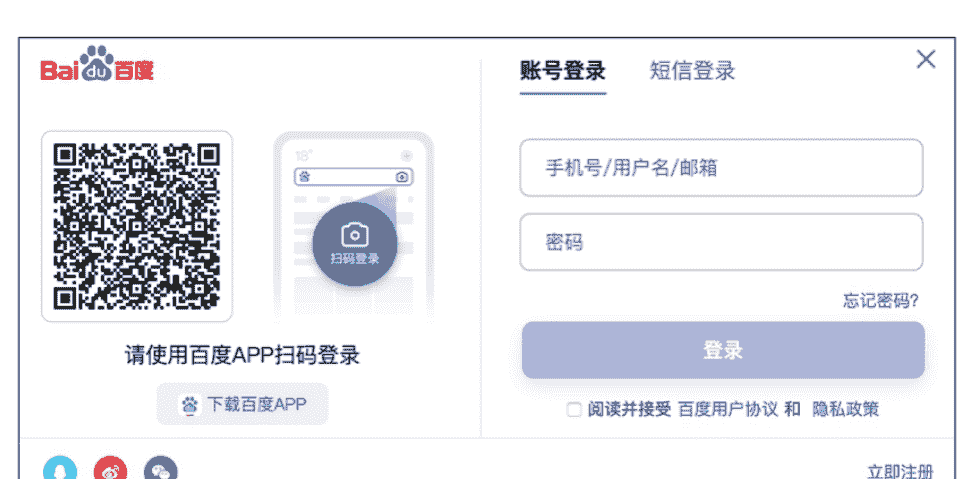 Bai du 百度
账号登录 短信登录
18°
手机号/用户名/邮箱
扫码登录
密码
忘记密码?
请使用百度APP扫码登录
登录
下载百度APP
阅读并接受 百度用户协议 和 隐私政策
立即注册